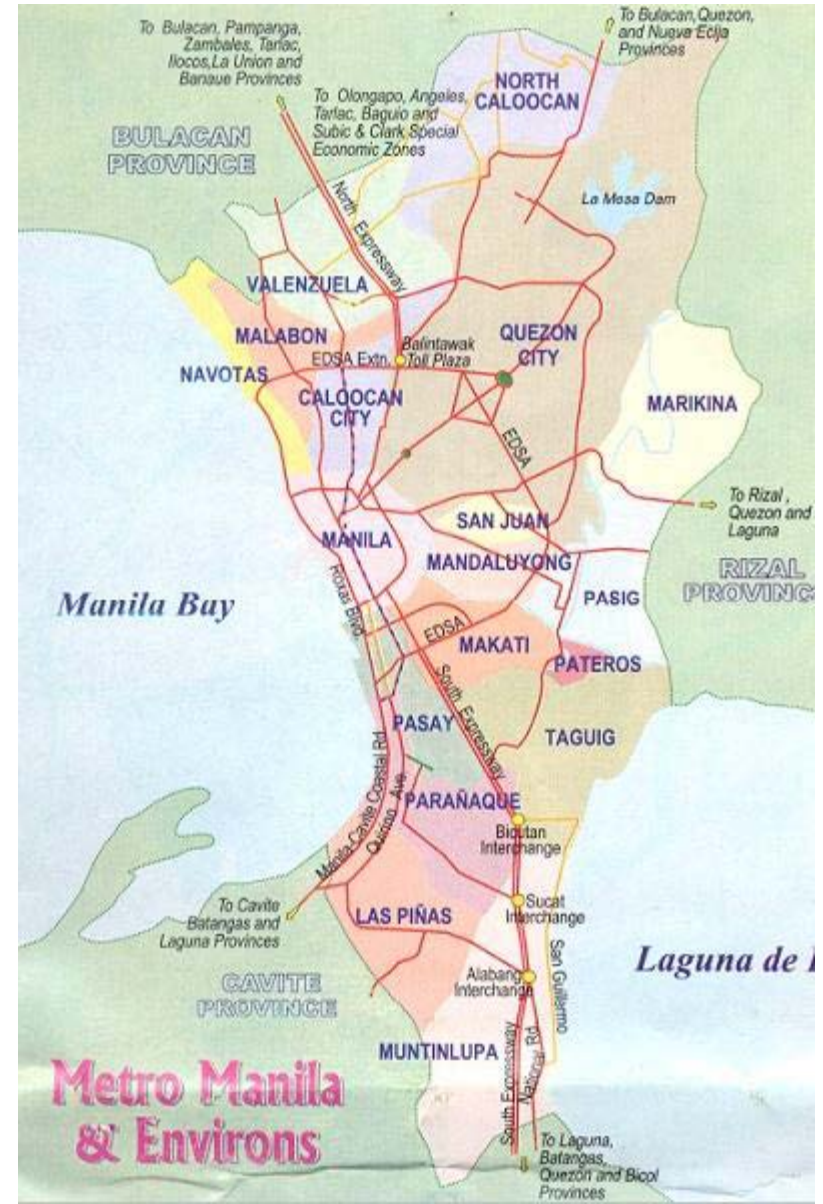 To Bulacan, Pampanga,
Zambales, Tarlac,
Ilocos,La Union and
Banaue Provinces
To Bulacan,Quezon,
and Nueva Ecija
Provinces
NORTH
CALOOCAN
To Olongapo, Angeles,
Tarlac, Baguio and
Subic & Clark Special
Economic Zones
BULACAN
PROVINCE
La Mesa Dam
North Expressway
VALENZUELA
MALABON
QUEZON
CITY
Balintawak
Toll Plaza
EDSA Extn.
NAVOTAS
CALOOCAN
CITY
MARIKINA
EDSA
To Rizal ,
Quezon and
Laguna
SAN JUAN
MANILA
MANDALUYONG
RIZAL
PROVINC
PASIG
Manila Bay
Roxas Blvd.
EDSA
MAKATI
PATEROS
South Expressway
PASAY
TAGUIG
Manila-Cavite Coastal Rd
Quirino Ave.
PARAÑAQUE
Bicutan
Interchange
To Cavite
Batangas and
Laguna Provinces
LAS PIÑAS
Sucat
Interchange
San Guillermo
Laguna de
Alabang
Interchange
CAVITE
PROVINCE
MUNTINLUPA
South Expressway
National Rd.
Metro Manila
& Environs
To Laguna,
Batangas,
Quezon and Bicol
Provinces